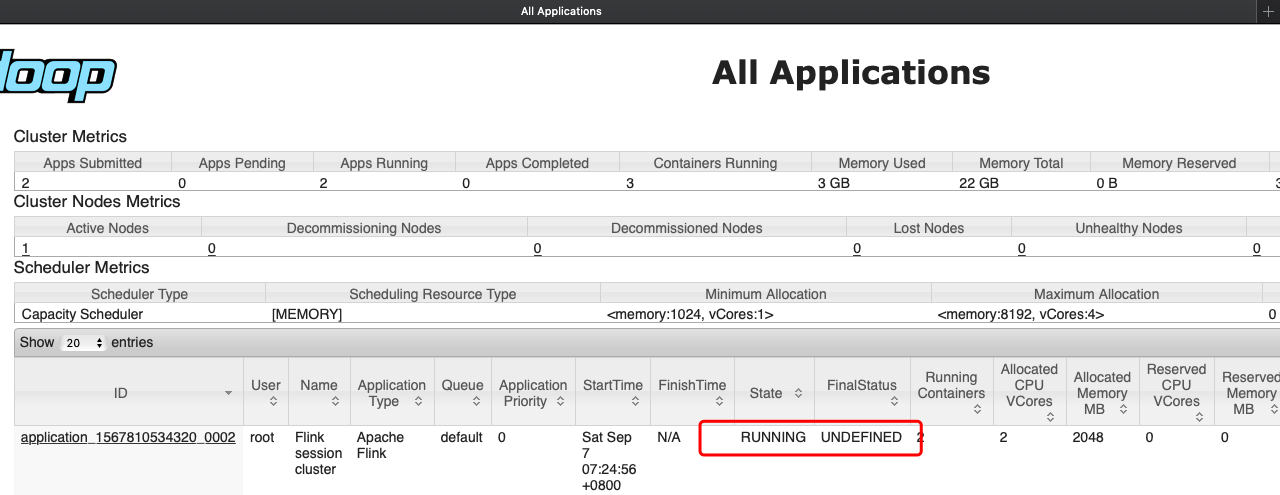 All Applications
doop
All Applications
Cluster Metrics
Apps Submitted Apps Pending Apps Running Apps Completed Containers Running Memory Used Memory Total Memory Reserved
2 0 2 0 3 3 GB 22 GB 0 B
Cluster Nodes Metrics
Active Nodes Decommissioning Nodes Decommissioned Nodes Lost Nodes Unhealthy Nodes
1 0 0 0 0 0
Scheduler Metrics
Scheduler Type Scheduling Resource Type Minimum Allocation Maximum Allocation
Capacity Scheduler [MEMORY] <memory:1024, vCores:1> <memory:8192, vCores:4> 0
Show 20 entries
ID User Name Application Type Queue Application Priority StartTime FinishTime State FinalStatus Running Containers Allocated CPU VCores Allocated Memory MB Reserved CPU VCores Reserved Memory MB
application_1567810534320_0002 root Flink session cluster Apache Flink default 0 Sat Sep 7 07:24:56 +0800 N/A RUNNING UNDEFINED 2 2 2048 0 0